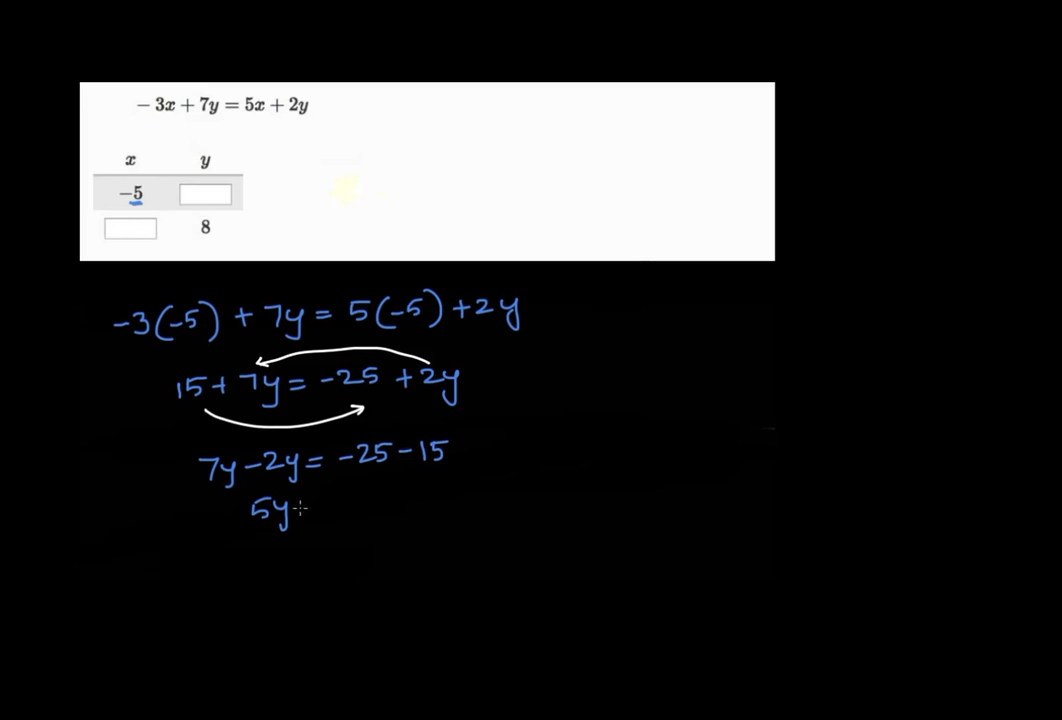 − 3x + 7y = 5x + 2y
x y
−5
8
-3(-5) + 7y = 5(-5) + 2y
15 + 7y = -25 + 2y
7y - 2y = -25 - 15
5y